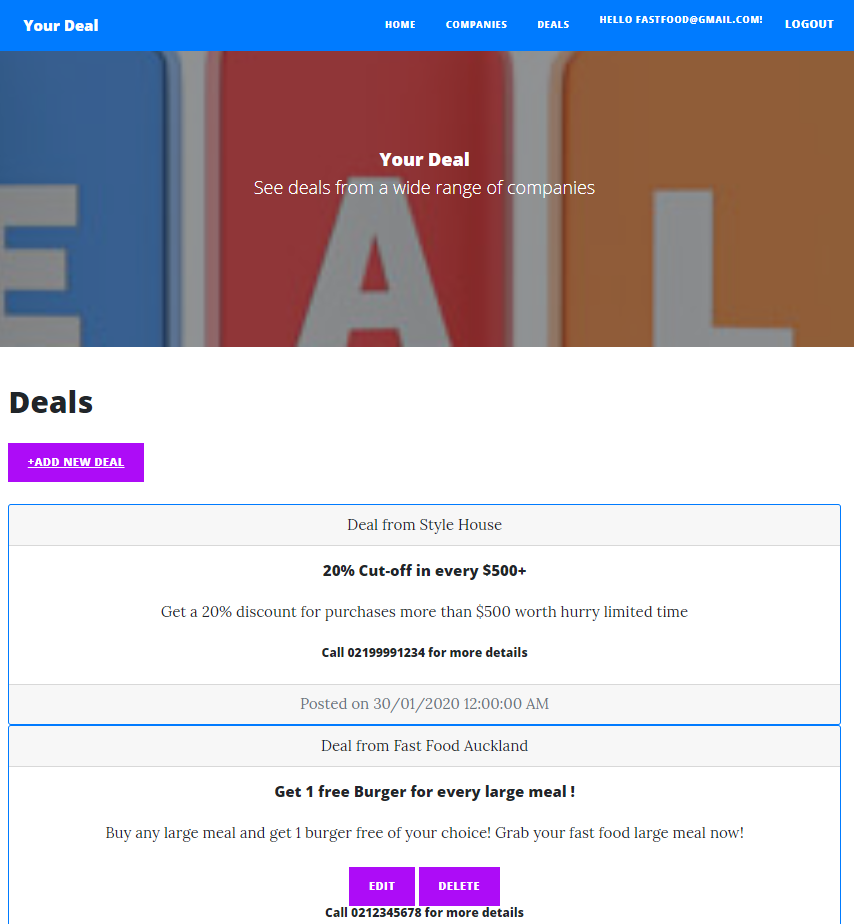 Your Deal
HOME
COMPANIES
DEALS
HELLO FASTFOOD@GMAIL.COM!
LOGOUT
E A L
Your Deal
See deals from a wide range of companies
Deals
+ADD NEW DEAL
Deal from Style House
20% Cut-off in every $500+
Get a 20% discount for purchases more than $500 worth hurry limited time
Call 02199991234 for more details
Posted on 30/01/2020 12:00:00 AM
Deal from Fast Food Auckland
Get 1 free Burger for every large meal !
Buy any large meal and get 1 burger free of your choice! Grab your fast food large meal now!
EDIT
DELETE
Call 0212345678 for more details